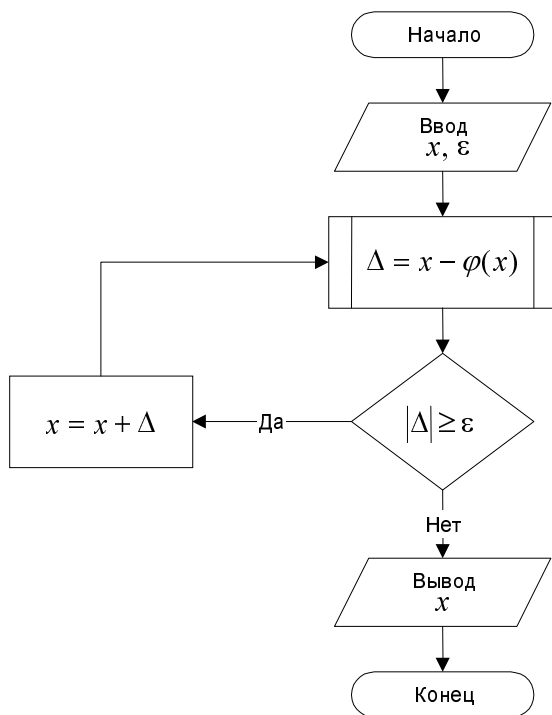 Начало
Ввод
x, ε
Δ = x − φ(x)
x = x + Δ
Да
|Δ| ≥ ε
Нет
Вывод
x
Конец